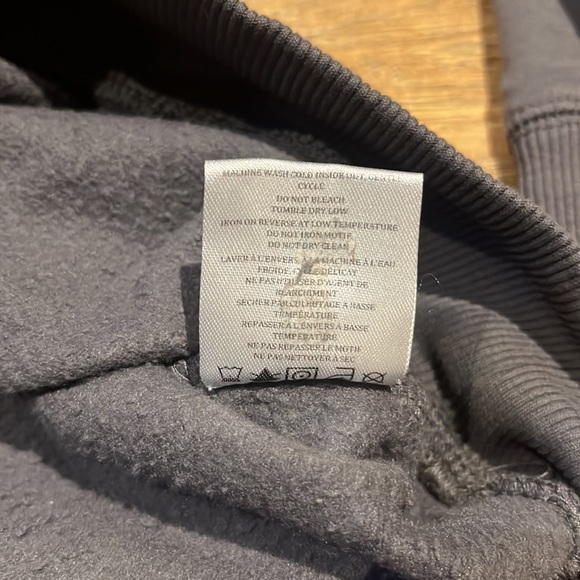 MACHINE WASH COLD INSIDE OUT, GENTLE
CYCLE
DO NOT BLEACH
TUMBLE DRY LOW
IRON ON REVERSE AT LOW TEMPERATURE
DO NOT IRON MOTIF
DO NOT DRY CLEAN
LAVER À L'ENVERS À LA MACHINE À L'EAU
FROIDE, CYCLE DÉLICAT
NE PAS UTILISER D'AGENT DE
BLANCHIMENT
SÉCHER PAR CULBUTAGE À BASSE
TEMPÉRATURE
REPASSER À L'ENVERS À BASSE
TEMPÉRATURE
NE PAS REPASSER LE MOTIF
NE PAS NETTOYER À SEC